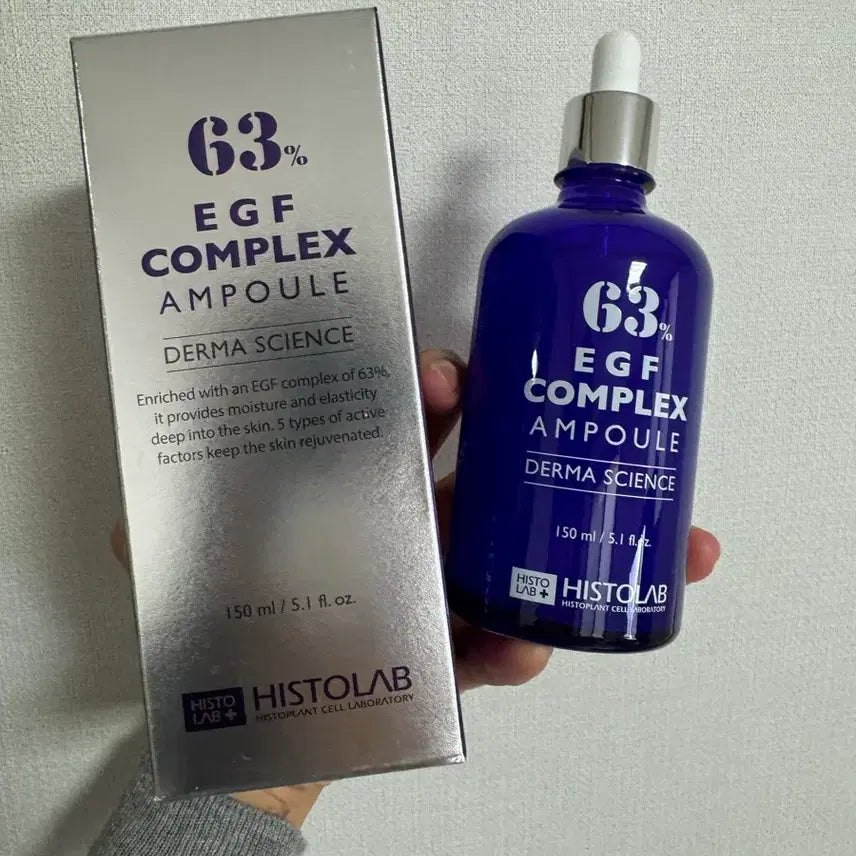 63%
EGF
COMPLEX
AMPOULE
DERMA SCIENCE
Enriched with an EGF complex of 63%,
it provides moisture and elasticity
deep into the skin. 5 types of active
factors keep the skin rejuvenated.
150 ml / 5.1 fl. oz.
HISTO
LAB +
HISTOLAB
HISTOPLANT CELL LABORATORY
63%
EGF
COMPLEX
AMPOULE
DERMA SCIENCE
150 ml / 5.1 fl.oz.
HISTO
LAB +
HISTOLAB
HISTOPLANT CELL LABORATORY